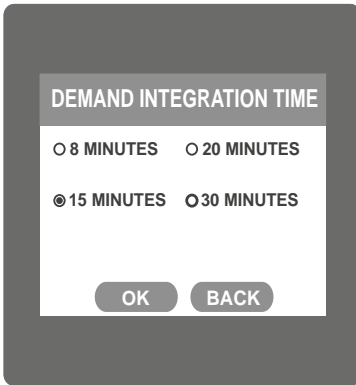 DEMAND INTEGRATION TIME
8 MINUTES 20 MINUTES
15 MINUTES 30 MINUTES
OK BACK